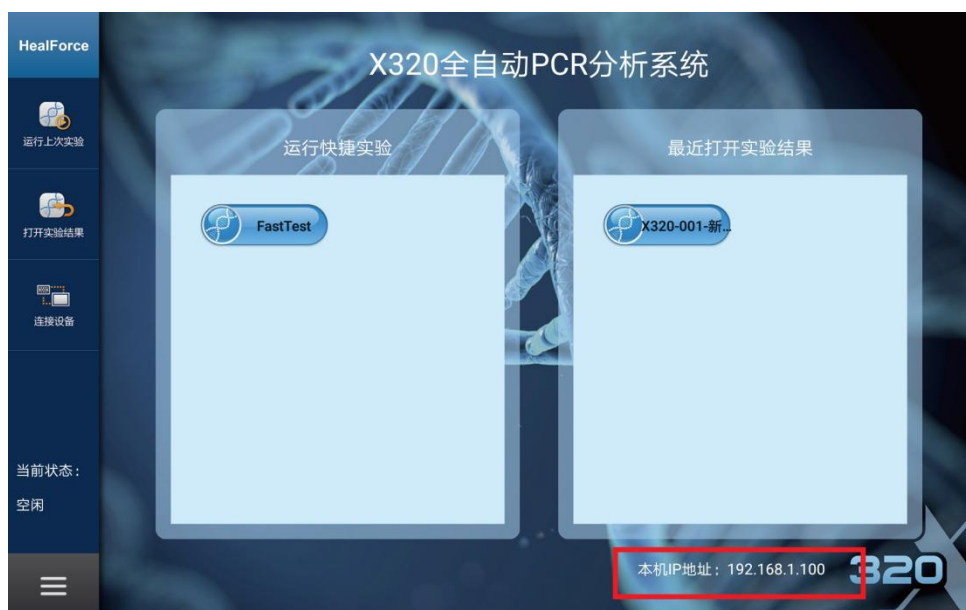 HealForce
X320全自动PCR分析系统
运行上次实验
打开实验结果
连接设备
当前状态：
空闲
运行快捷实验
FastTest
最近打开实验结果
X320-001-新...
本机IP地址：192.168.1.100
X320